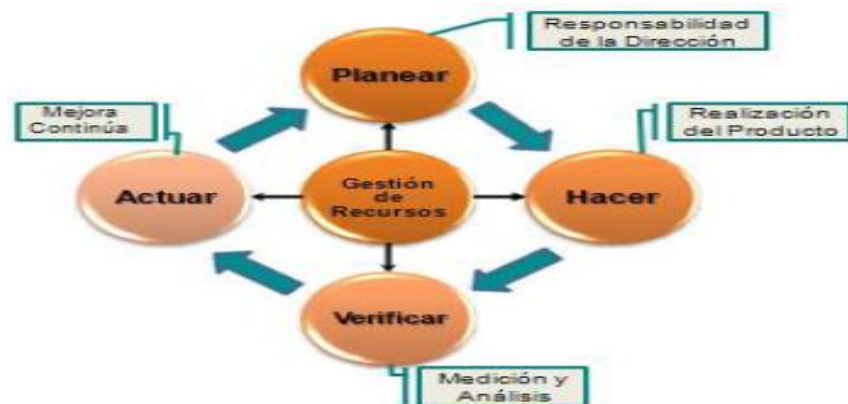 Responsabilidad
de la Dirección
Planear
Mejora
Continúa
Realización
del Producto
Actuar
Gestión
de
Recursos
Hacer
Verificar
Medición y
Análisis